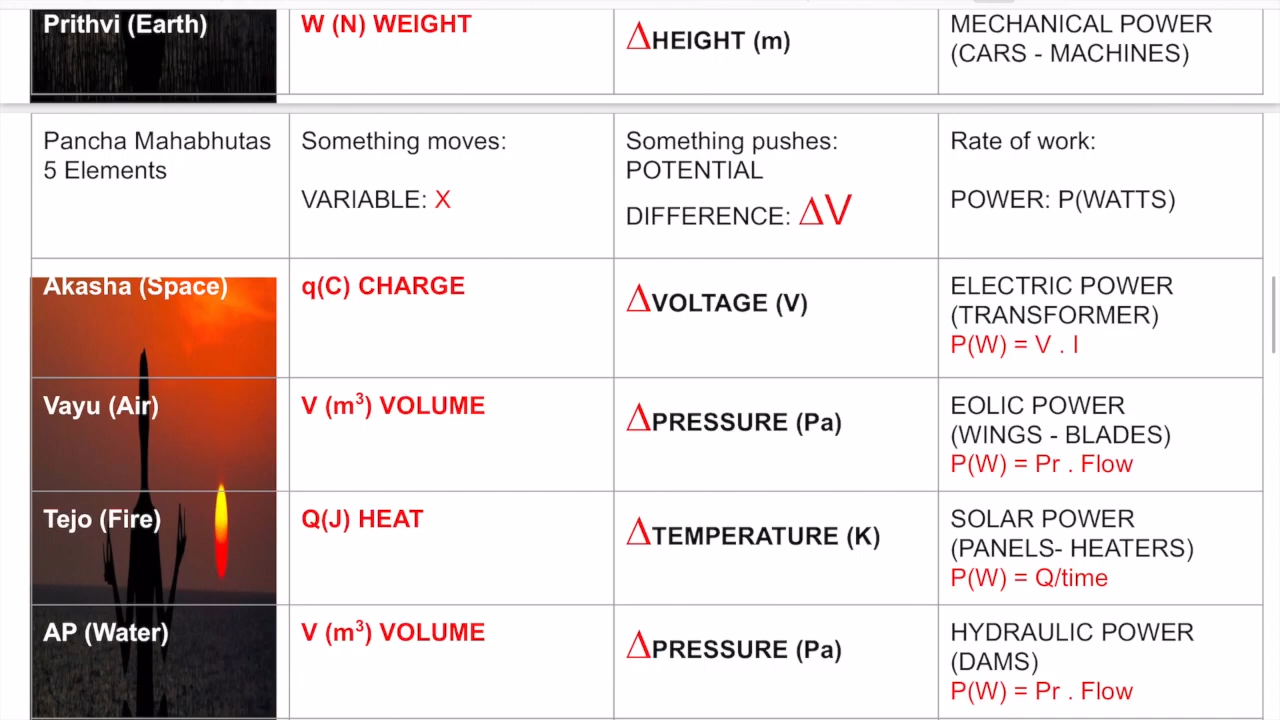 Prithvi (Earth)
W (N) WEIGHT
ΔHEIGHT (m)
MECHANICAL POWER
(CARS - MACHINES)
Pancha Mahabhutas
5 Elements
Something moves:
VARIABLE: X
Something pushes:
POTENTIAL
DIFFERENCE: ΔV
Rate of work:
POWER: P(WATTS)
Akasha (Space)
q(C) CHARGE
ΔVOLTAGE (V)
ELECTRIC POWER
(TRANSFORMER)
P(W) = V . I
Vayu (Air)
V (m³) VOLUME
ΔPRESSURE (Pa)
EOLIC POWER
(WINGS - BLADES)
P(W) = Pr . Flow
Tejo (Fire)
Q(J) HEAT
ΔTEMPERATURE (K)
SOLAR POWER
(PANELS- HEATERS)
P(W) = Q/time
AP (Water)
V (m³) VOLUME
ΔPRESSURE (Pa)
HYDRAULIC POWER
(DAMS)
P(W) = Pr . Flow